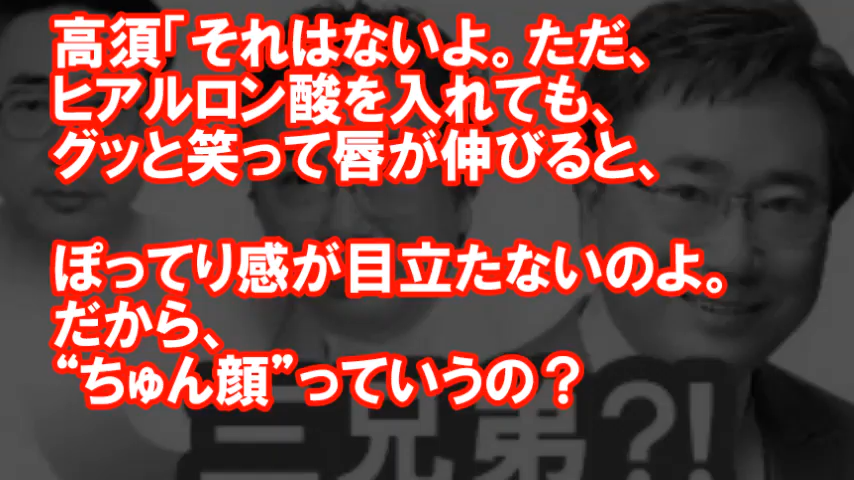 高須「それはないよ。ただ、
ヒアルロン酸を入れても、
グッと笑って唇が伸びると、
ぽってり感が目立たないのよ。
だから、
“ちゅん顔”っていうの？
三兄弟?!